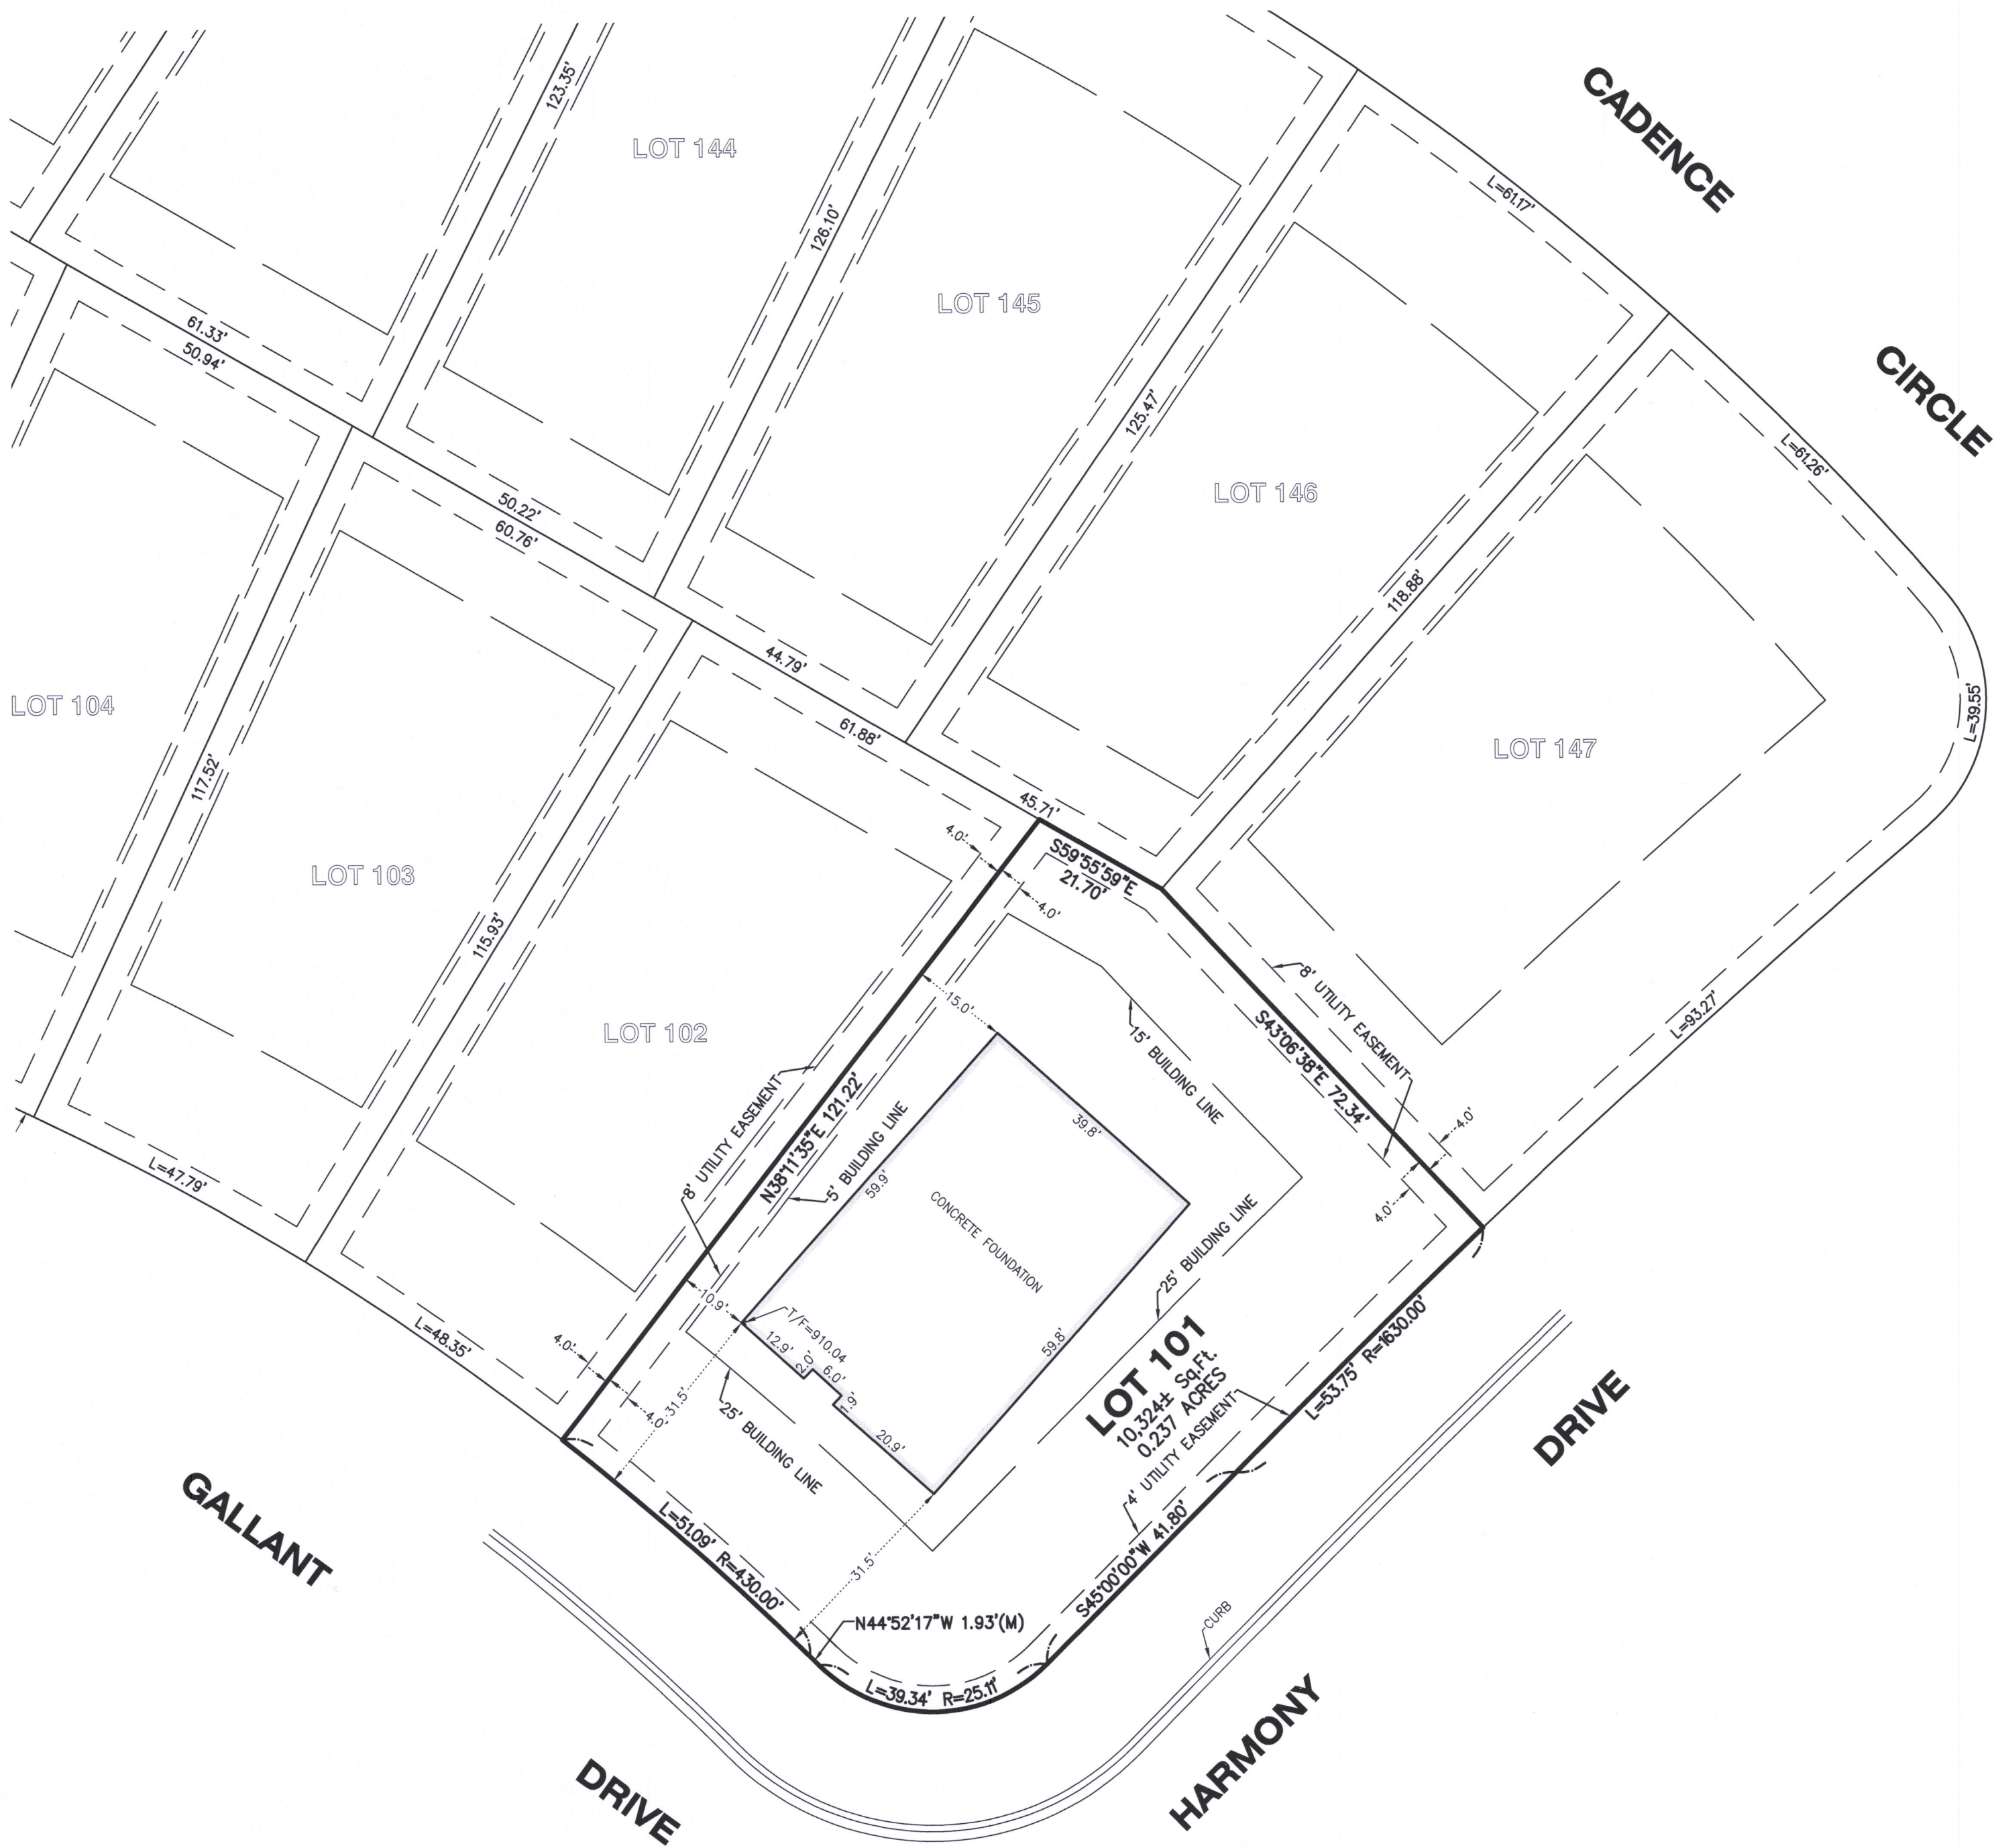 CADENCE
CIRCLE
123.35'
LOT 144
126.10'
L=61.17'
LOT 145
61.33'
50.94'
125.47'
L=61.26'
LOT 146
50.22'
60.76'
118.88'
44.79'
LOT 104
61.88'
L=39.55'
LOT 147
117.52'
45.71'
4.0'
S59°55'59"E
21.70'
4.0'
LOT 103
115.93'
8' UTILITY EASEMENT
15.0'
L=93.27'
LOT 102
15' BUILDING LINE
S43°06'38"E 72.34'
8' UTILITY EASEMENT
N38°11'35"E 121.22'
5' BUILDING LINE
39.8'
4.0'
4.0'
59.9'
L=47.79'
CONCRETE FOUNDATION
25' BUILDING LINE
10.9'
T/F=910.04
12.9'
2.0'
6.0'
1.9'
59.8'
20.9'
L=48.35'
4.0'
4.0'
31.5'
25' BUILDING LINE
LOT 101
10,324± Sq.Ft.
0.237 ACRES
4' UTILITY EASEMENT
L=53.75' R=1630.00'
DRIVE
GALLANT
L=51.09' R=430.00'
31.5'
S45°00'00"W 41.80'
N44°52'17"W 1.93'(M)
CURB
L=39.34' R=25.11'
HARMONY
DRIVE